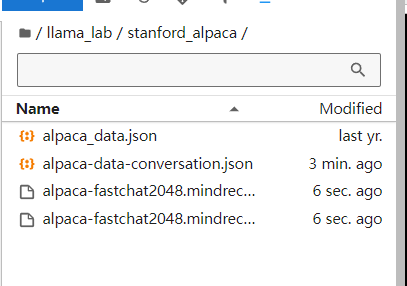 / llama_lab / stanford_alpaca /
Name Modified
alpaca_data.json last yr.
alpaca-data-conversation.json 3 min. ago
alpaca-fastchat2048.mindrec... 6 sec. ago
alpaca-fastchat2048.mindrec... 6 sec. ago